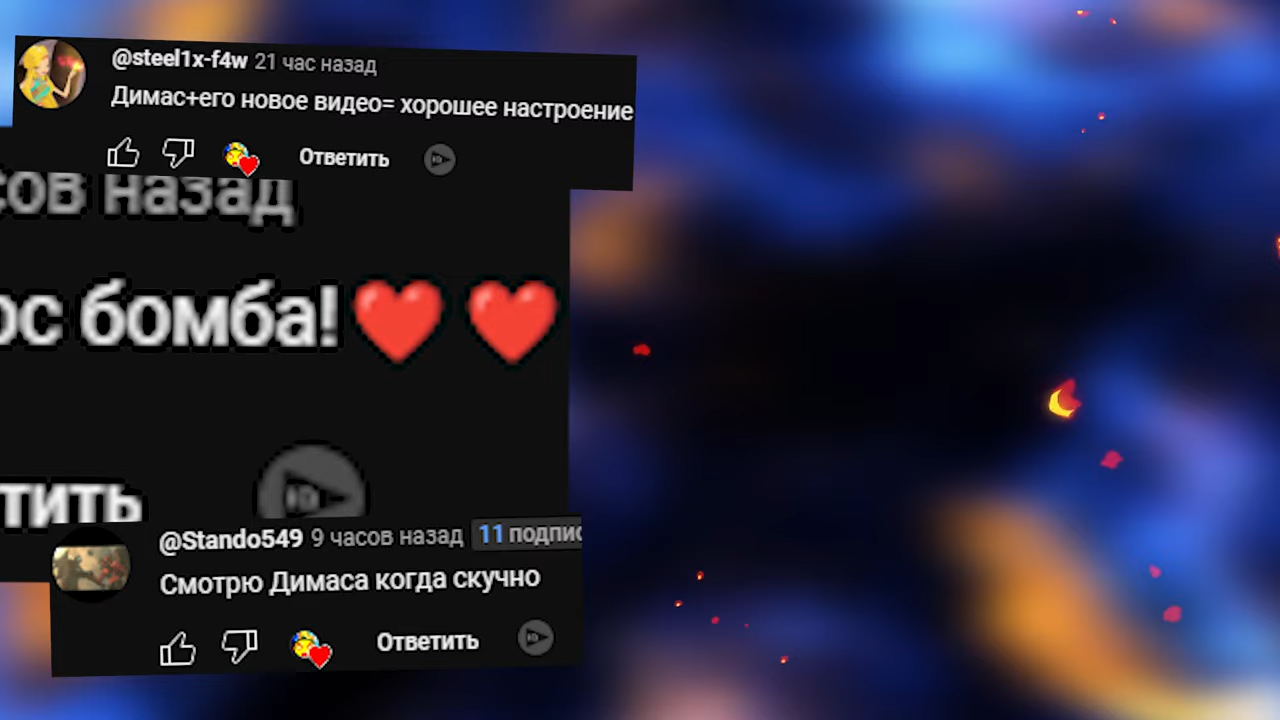 @steel1x-f4w 21 час назад
Димас+его новое видео= хорошее настроение
Ответить
сов назад
ос бомба!❤️ ❤️
тить
@Stando549 9 часов назад 11 подпис
Смотрю Димаса когда скучно
Ответить